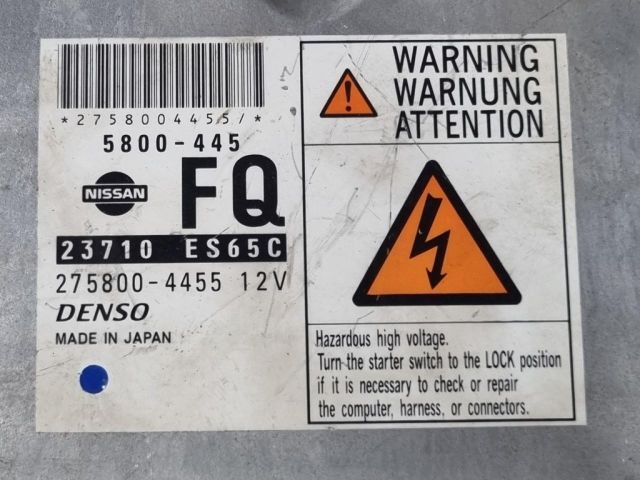 *2758004455/*
5800-445
NISSAN
FQ
23710 ES65C
275800-4455 12V
DENSO
MADE IN JAPAN
WARNING
WARNUNG
ATTENTION
Hazardous high voltage.
Turn the starter switch to the LOCK position
if it is necessary to check or repair
the computer, harness, or connectors.